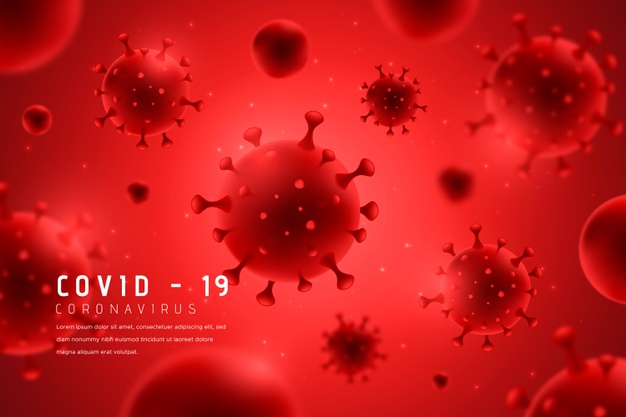 COVID - 19
CORONAVIRUS
Lorem ipsum dolor sit amet, consectetuer adipiscing elit, sed
diam nonummy nibh euismod tincidunt ut laoreet dolore
magna aliquam erat volutpat.